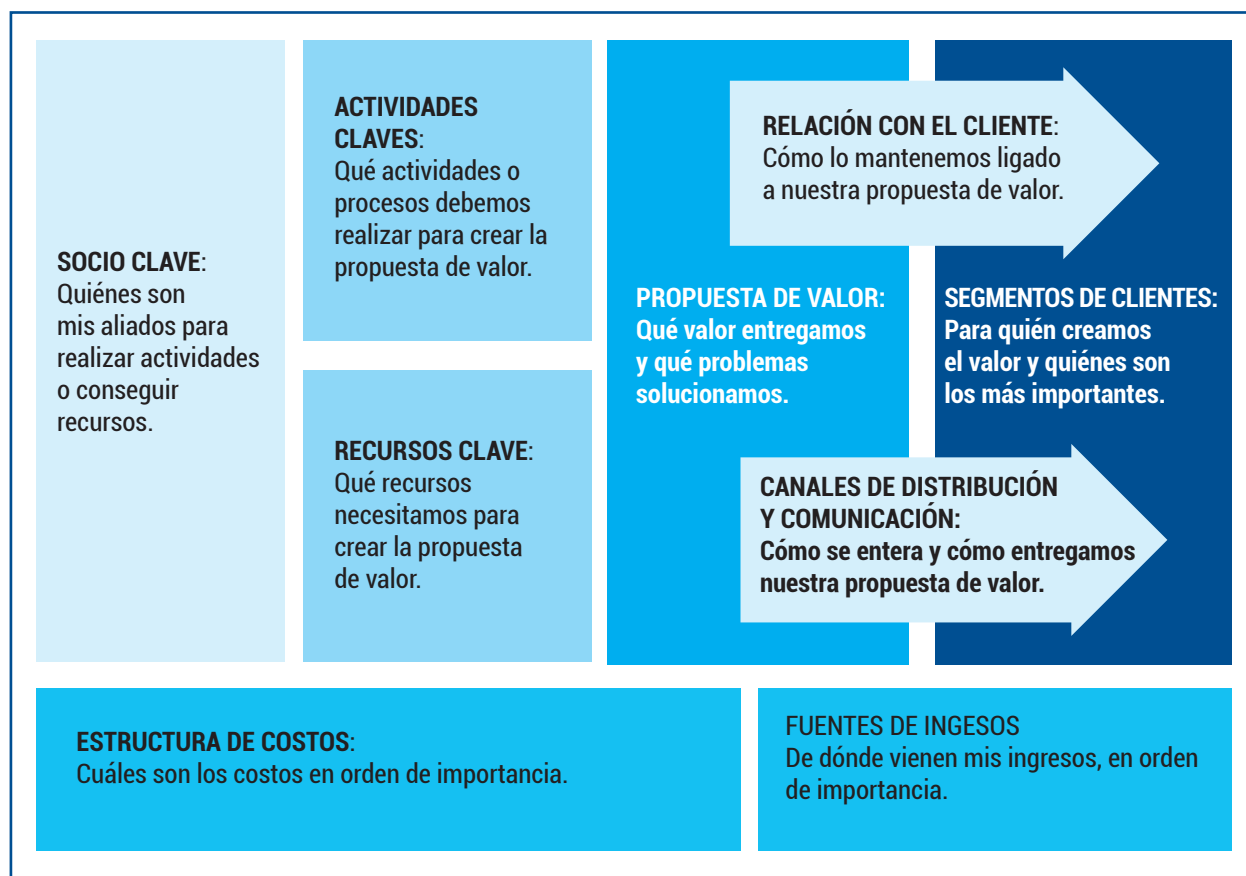 SOCIO CLAVE:
Quiénes son
mis aliados para
realizar actividades
o conseguir
recursos.
ACTIVIDADES
CLAVES:
Qué actividades o
procesos debemos
realizar para crear la
propuesta de valor.
RECURSOS CLAVE:
Qué recursos
necesitamos para
crear la propuesta
de valor.
PROPUESTA DE VALOR:
Qué valor entregamos
y qué problemas
solucionamos.
RELACIÓN CON EL CLIENTE:
Cómo lo mantenemos ligado
a nuestra propuesta de valor.
SEGMENTOS DE CLIENTES:
Para quién creamos
el valor y quiénes son
los más importantes.
CANALES DE DISTRIBUCIÓN
Y COMUNICACIÓN:
Cómo se entera y cómo entregamos
nuestra propuesta de valor.
ESTRUCTURA DE COSTOS:
Cuáles son los costos en orden de importancia.
FUENTES DE INGESOS
De dónde vienen mis ingresos, en orden
de importancia.